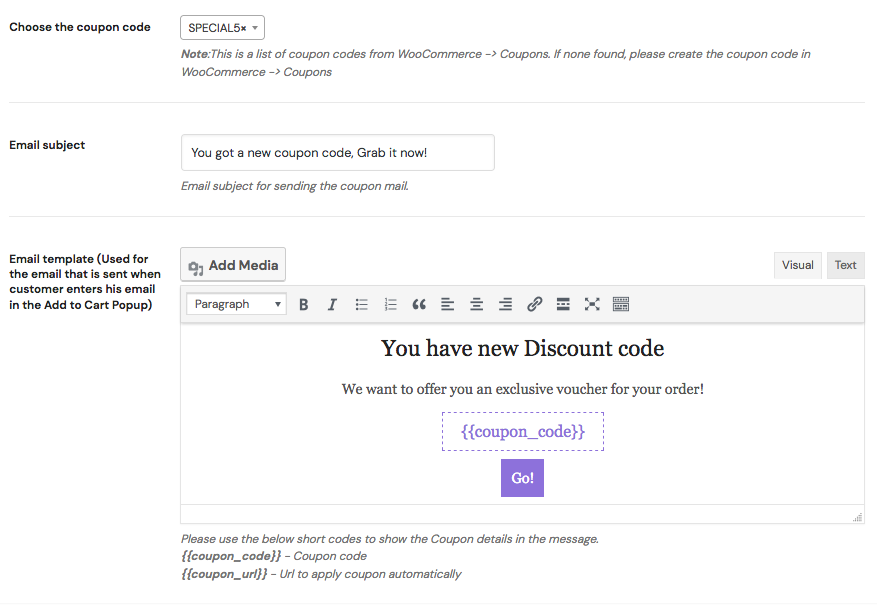 Choose the coupon code
SPECIAL5×
Note:This is a list of coupon codes from WooCommerce -> Coupons. If none found, please create the coupon code in
WooCommerce -> Coupons
Email subject
You got a new coupon code, Grab it now!
Email subject for sending the coupon mail.
Email template (Used for
the email that is sent when
customer enters his email
in the Add to Cart Popup)
Add Media
Visual
Text
Paragraph
You have new Discount code
We want to offer you an exclusive voucher for your order!
{{coupon_code}}
Go!
Please use the below short codes to show the Coupon details in the message.
{{coupon_code}} - Coupon code
{{coupon_url}} - Url to apply coupon automatically